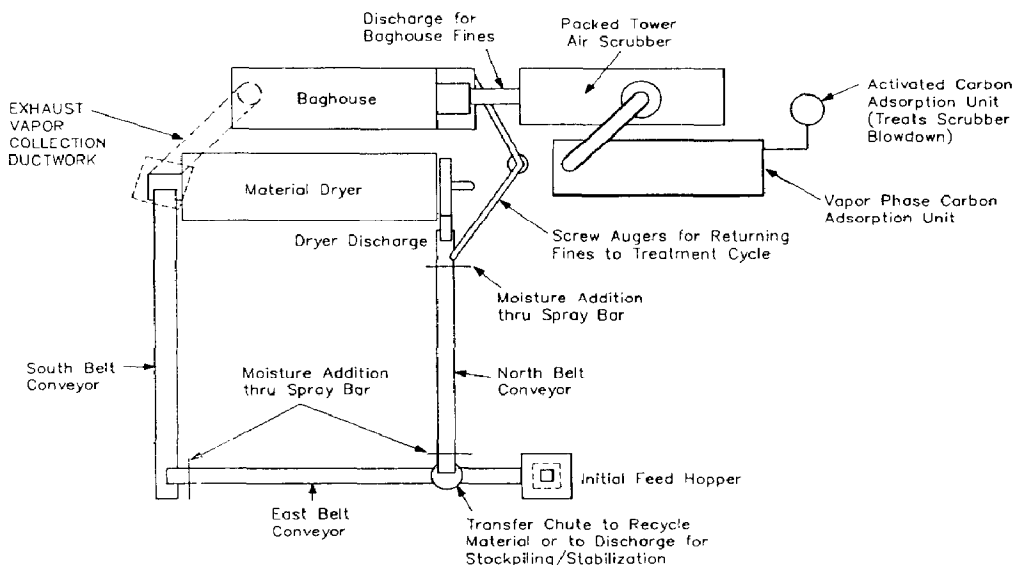 Discharge for
Baghouse Fines
Packed Tower
Air Scrubber
Activated Carbon
Adsorption Unit
(Treats Scrubber
Blowdown)
EXHAUST
VAPOR
COLLECTION
DUCTWORK
Baghouse
Material Dryer
Vapor Phase Carbon
Adsorption Unit
Dryer Discharge
Screw Augers for Returning
Fines to Treatment Cycle
Moisture Addition
thru Spray Bar
South Belt
Conveyor
Moisture Addition
thru Spray Bar
North Belt
Conveyor
Initial Feed Hopper
East Belt
Conveyor
Transfer Chute to Recycle
Material or to Discharge for
Stockpiling/Stabilization